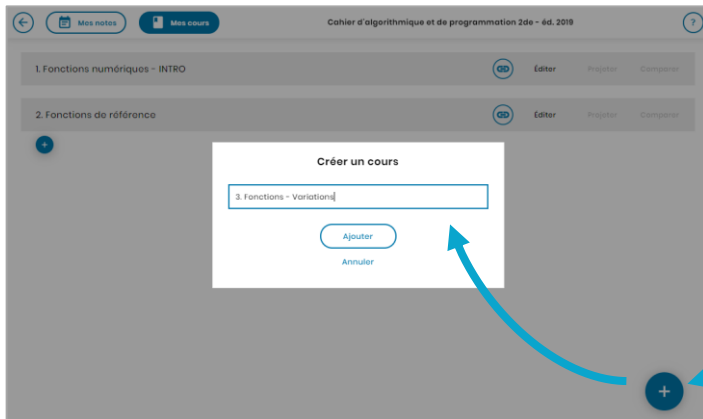 Mes notes Mes cours Cahier d'algorithmique et de programmation 2de - éd. 2019 ?
1. Fonctions numériques - INTRO Éditer Projeter Comparer
2. Fonctions de référence Éditer Projeter Comparer
+
Créer un cours
3. Fonctions - Variations
Ajouter
Annuler
+